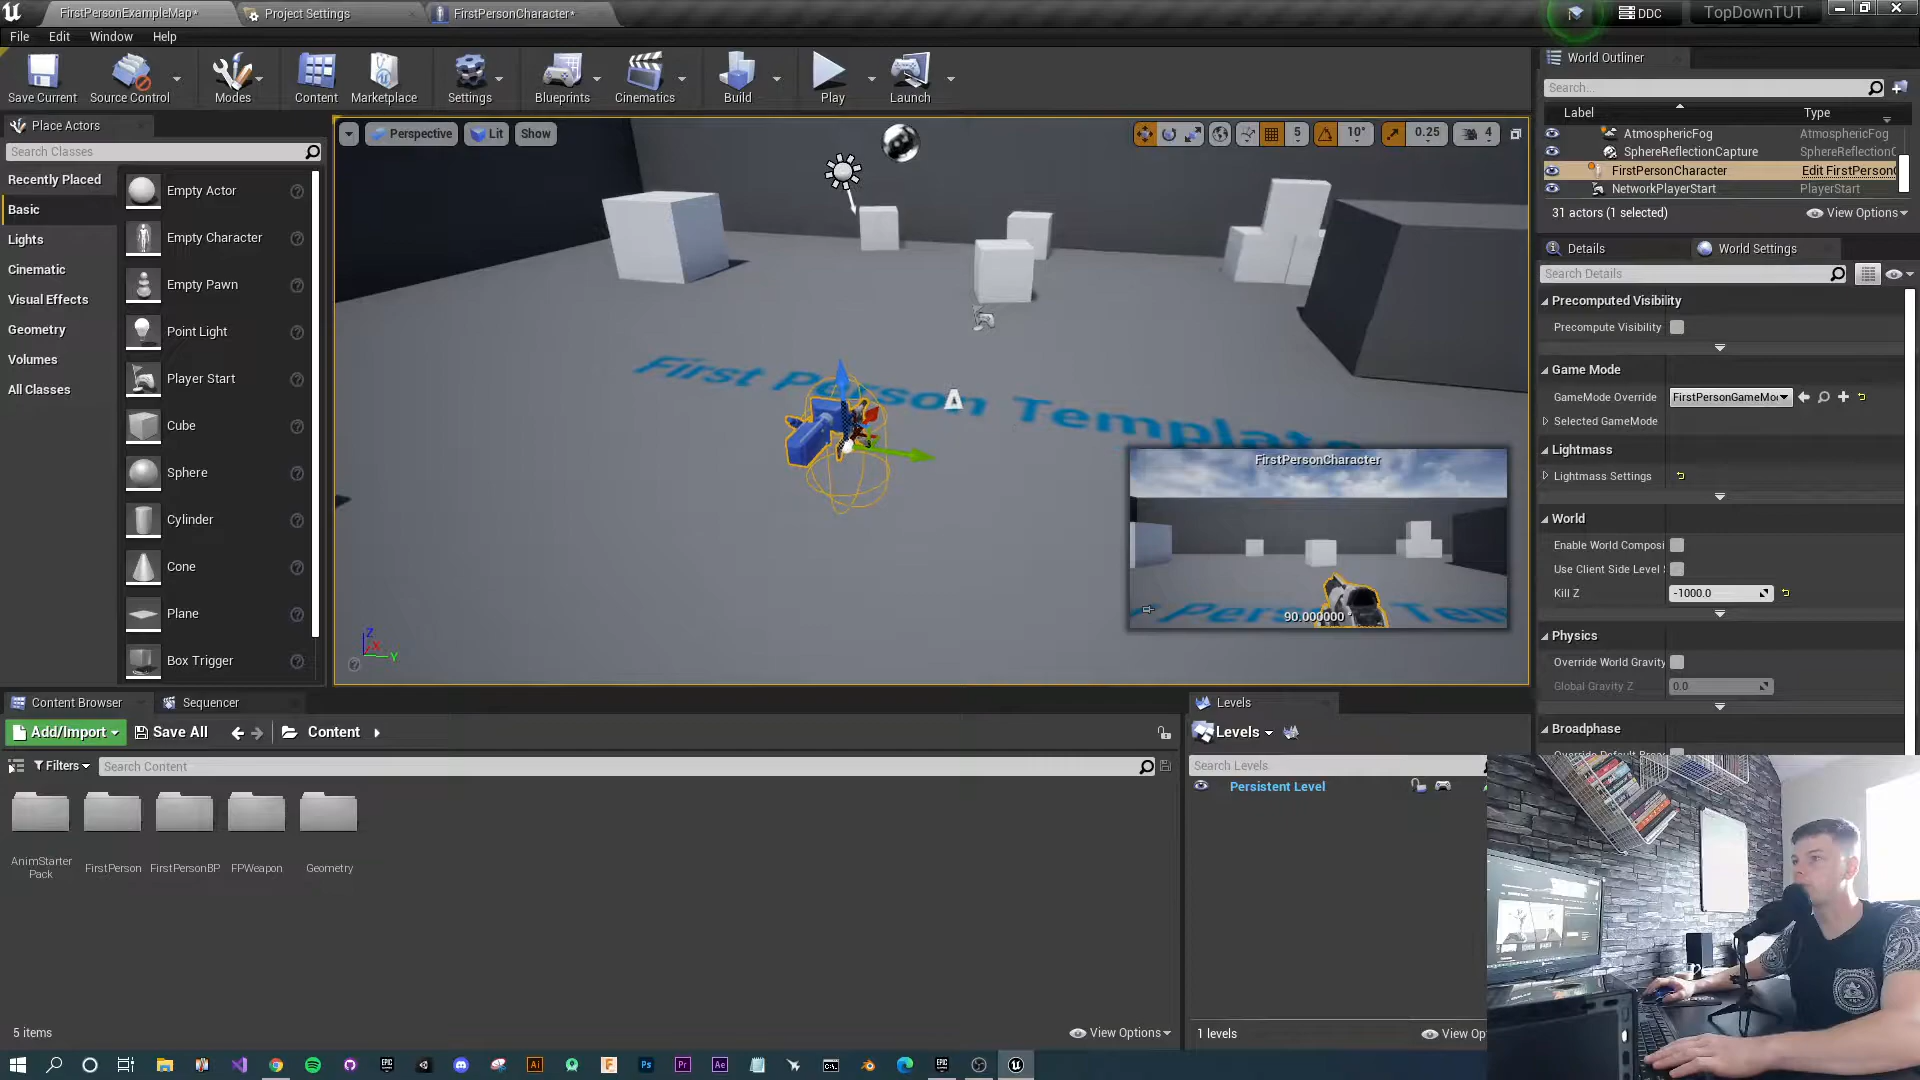 FirstPersonExampleMap*
Project Settings
FirstPersonCharacter*
DDC
TopDownTUT
File
Edit
Window
Help
Save Current
Source Control
Modes
Content
Marketplace
Settings
Blueprints
Cinematics
Build
Play
Launch
Place Actors
Search Classes
Recently Placed
Basic
Lights
Cinematic
Visual Effects
Geometry
Volumes
All Classes
Empty Actor
Empty Character
Empty Pawn
Point Light
Player Start
Cube
Sphere
Cylinder
Cone
Plane
Box Trigger
Perspective
Lit
Show
5
10°
0.25
4
First Person Template
FirstPersonCharacter
90.000000 °
Z
X
Y
World Outliner
Search...
Label
Type
AtmosphericFog
AtmosphericFog
SphereReflectionCapture
SphereReflectionC
FirstPersonCharacter
Edit FirstPerson
NetworkPlayerStart
PlayerStart
31 actors (1 selected)
View Options
Details
World Settings
Search Details
Precomputed Visibility
Precompute Visibility
Game Mode
GameMode Override
FirstPersonGameMo
Selected GameMode
Lightmass
Lightmass Settings
World
Enable World Composi
Use Client Side Level
Kill Z
-1000.0
Physics
Override World Gravity
Global Gravity Z
0.0
Broadphase
Content Browser
Sequencer
Add/Import
Save All
Content
Filters
Search Content
AnimStarter
Pack
FirstPerson
FirstPersonBP
FPWeapon
Geometry
5 items
View Options
Levels
Levels
Search Levels
Persistent Level
1 levels
View Op